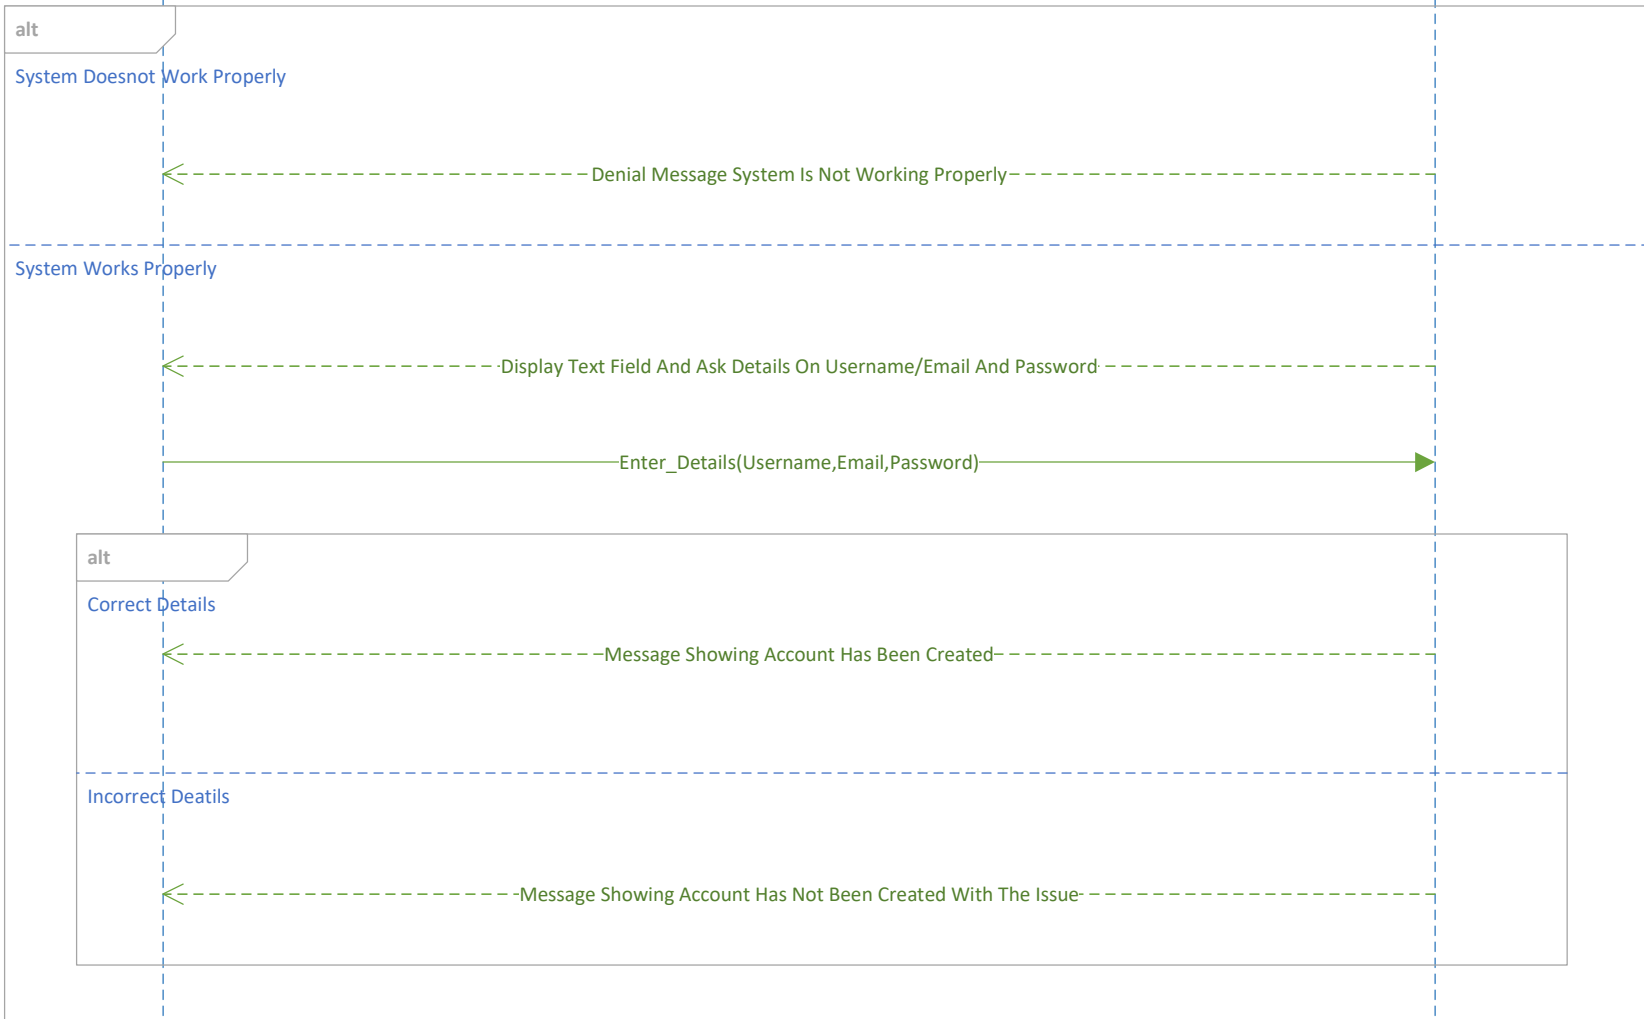 alt
System Doesnot Work Properly
Denial Message System Is Not Working Properly
System Works Properly
Display Text Field And Ask Details On Username/Email And Password
Enter_Details(Username,Email,Password)
alt
Correct Details
Message Showing Account Has Been Created
Incorrect Deatils
Message Showing Account Has Not Been Created With The Issue